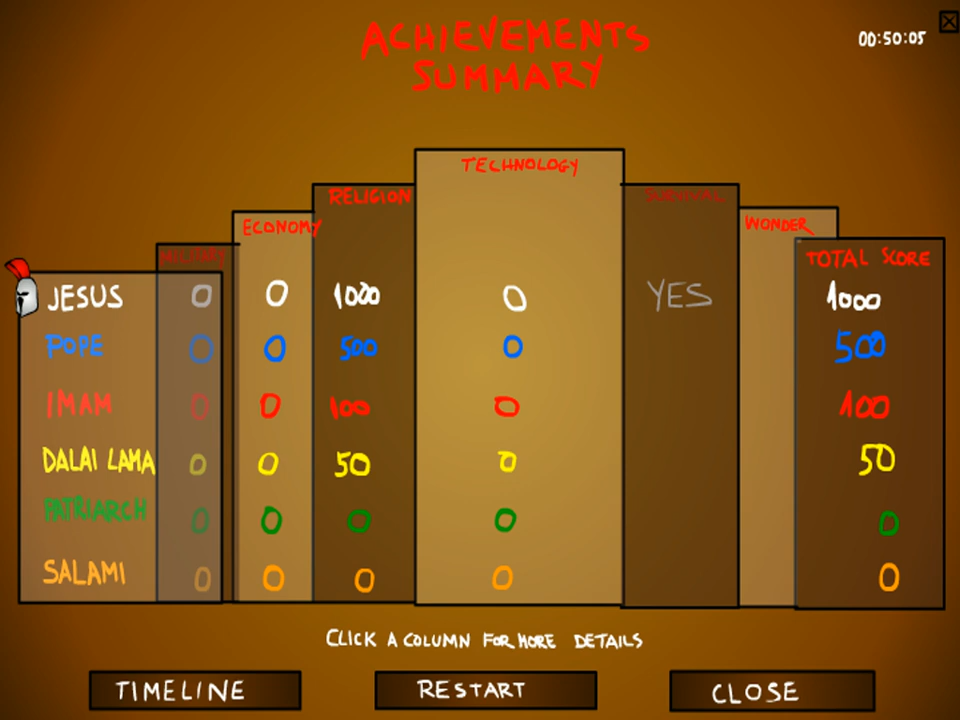 ACHIEVEMENTS
SUMMARY
00:50:05
TECHNOLOGY
RELIGION
SURVIVAL
ECONOMY
WONDER
MILITARY
TOTAL SCORE
JESUS 0 0 1000 0 YES 1000
POPE 0 0 500 0 500
IMAM 0 0 100 0 100
DALAI LAMA 0 0 50 0 50
PATRIARCH 0 0 0 0 0
SALAMI 0 0 0 0 0
CLICK A COLUMN FOR MORE DETAILS
TIMELINE RESTART CLOSE